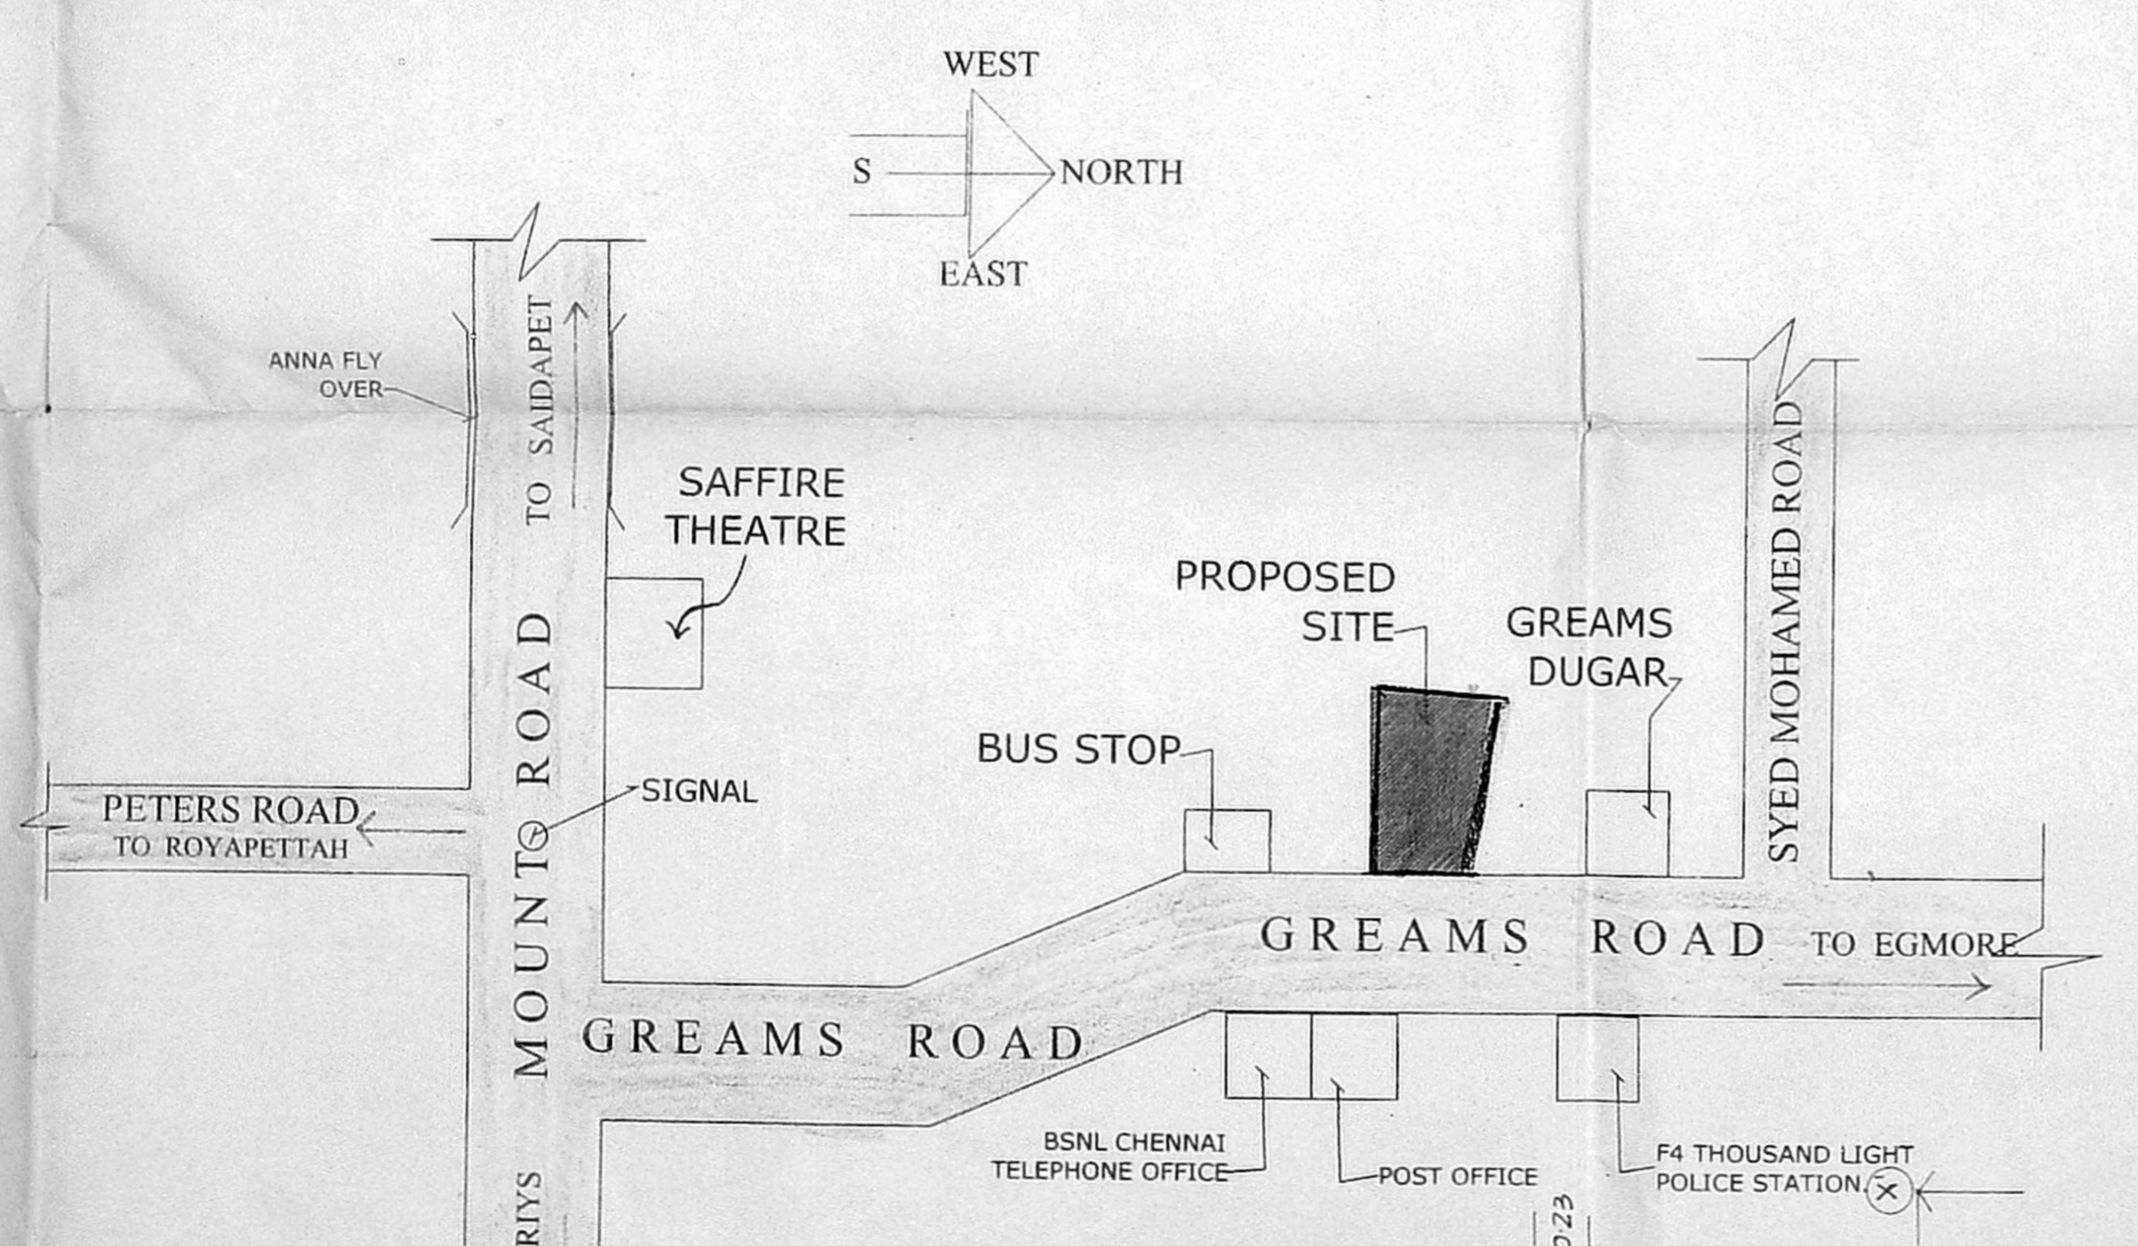 WEST
S
NORTH
EAST
ANNA FLY
OVER
TO SAIDAPET
SAFFIRE
THEATRE
PROPOSED
SITE
GREAMS
DUGAR
SYED MOHAMED ROAD
BUS STOP
SIGNAL
PETERS ROAD
TO ROYAPETTAH
MOUNT ROAD
GREAMS ROAD
TO EGMORE
GREAMS ROAD
BSNL CHENNAI
TELEPHONE OFFICE
POST OFFICE
F4 THOUSAND LIGHT
POLICE STATION.
X